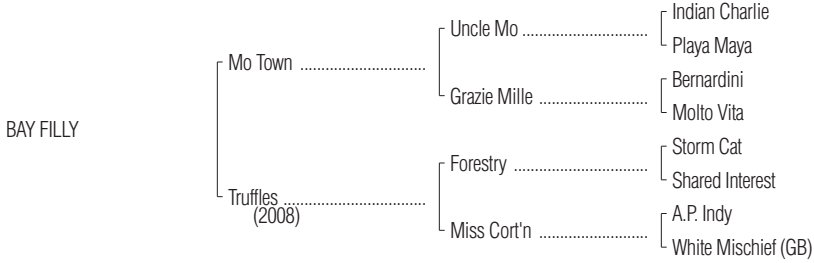 Indian Charlie
Uncle Mo ................................
Playa Maya
Mo Town ..............................
Bernardini
Grazie Mille ..........................
Molto Vita
BAY FILLY
Storm Cat
Forestry ................................
Shared Interest
Truffles ..................................
(2008)
A.P. Indy
Miss Cort'n ..........................
White Mischief (GB)